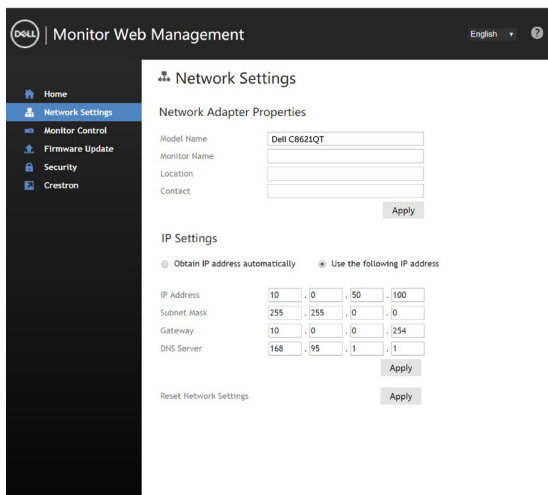 DELL | Monitor Web Management
English ▾ ?
Home
Network Settings
Monitor Control
Firmware Update
Security
Crestron
Network Settings
Network Adapter Properties
Model Name Dell C8621QT
Monitor Name
Location
Contact
Apply
IP Settings
Obtain IP address automatically Use the following IP address
IP Address 10 . 0 . 50 . 100
Subnet Mask 255 . 255 . 0 . 0
Gateway 10 . 0 . 0 . 254
DNS Server 168 . 95 . 1 . 1
Apply
Reset Network Settings Apply